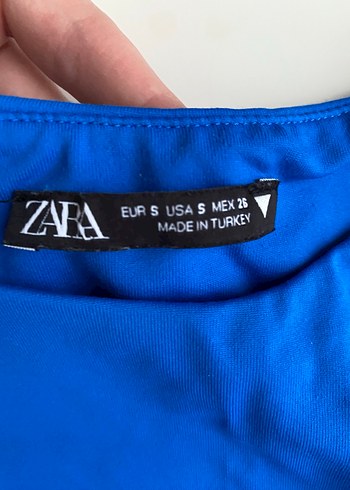 ZARA
EUR S USA S MEX 26
MADE IN TURKEY